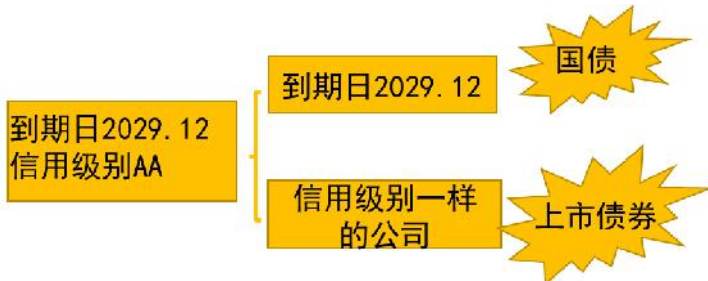 国债
到期日2029.12
到期日2029.12
信用级别AA
信用级别一样
的公司
上市债券